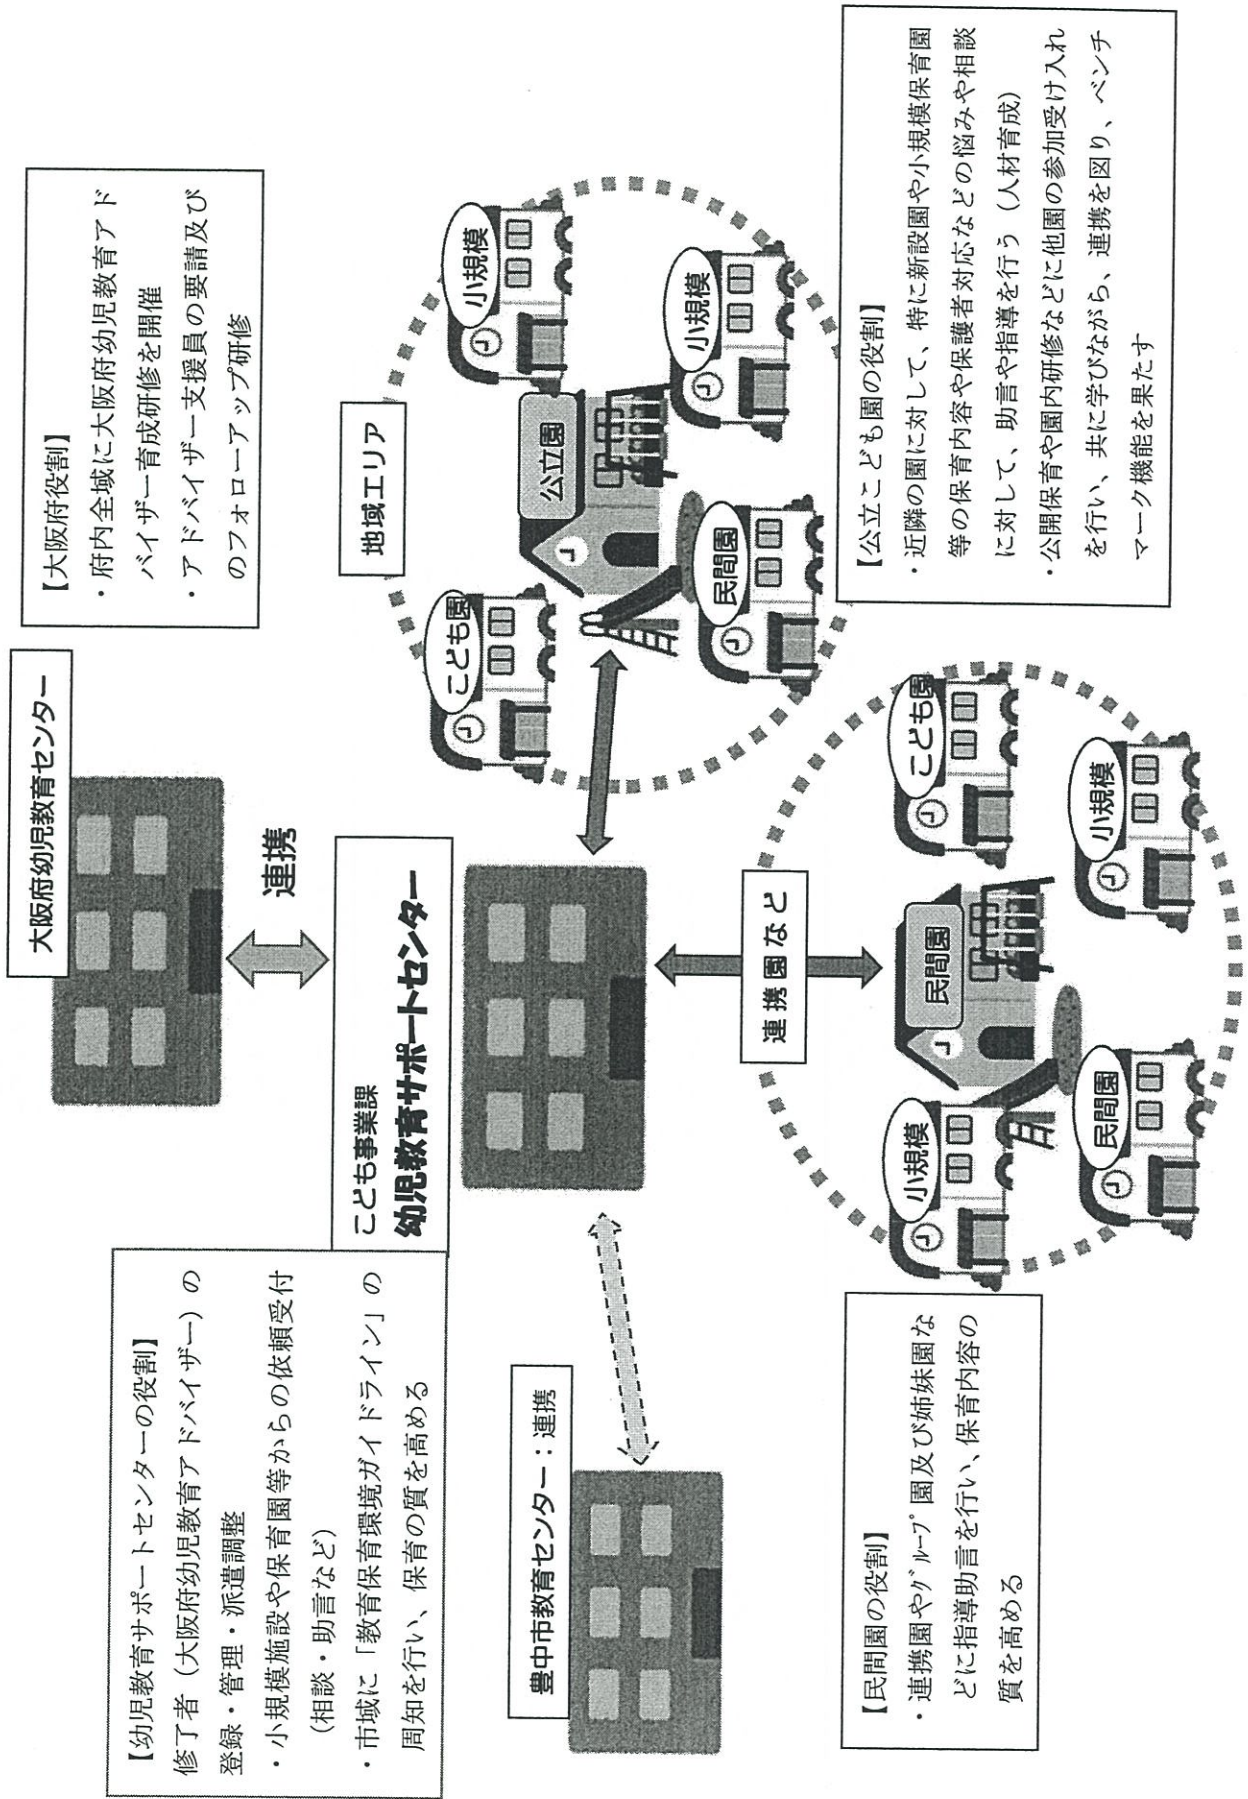 大阪府幼児教育センター
【大阪府役割】
・府内全域に大阪府幼児教育アド
バイザー育成研修を開催
・アドバイザー支援員の要請及び
のフォローアップ研修
連携
【幼児教育サポートセンターの役割】
修了者（大阪府幼児教育アドバイザー）の
登録・管理・派遣調整
・小規模施設や保育園等からの依頼受付
（相談・助言など）
・市域に「教育保育環境ガイドライン」の
周知を行い、保育の質を高める
こども事業課
幼児教育サポートセンター
地域エリア
こども園
公立園
小規模
民間園
小規模
豊中市教育センター：連携
連携園など
小規模
民間園
こども園
民間園
小規模
【民間園の役割】
・連携園やｸﾞﾙｰﾌﾟ園及び姉妹園な
どに指導助言を行い、保育内容の
質を高める
【公立こども園の役割】
・近隣の園に対して、特に新設園や小規模保育園
等の保育内容や保護者対応などの悩みや相談
に対して、助言や指導を行う（人材育成）
・公開保育や園内研修などに他園の参加受け入れ
を行い、共に学びながら、連携を図り、ベンチ
マーク機能を果たす